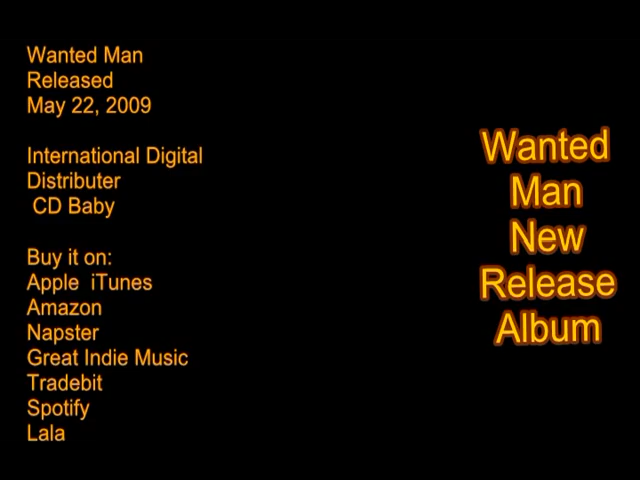 Wanted Man
Released
May 22, 2009
International Digital
Distributer
CD Baby
Buy it on:
Apple iTunes
Amazon
Napster
Great Indie Music
Tradebit
Spotify
Lala
Wanted
Man
New
Release
Album